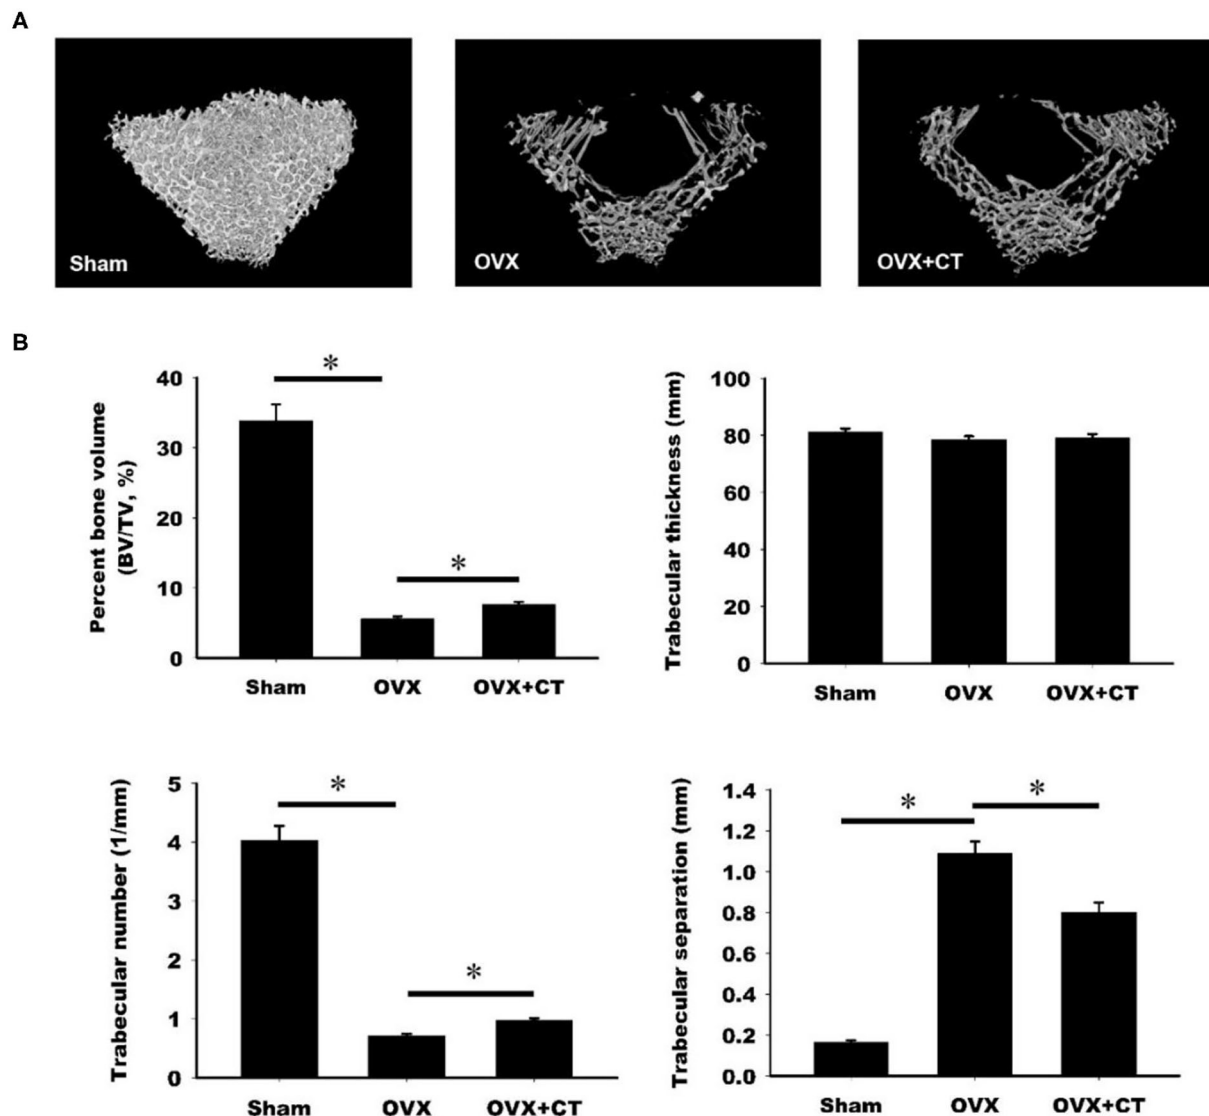 A
Sham
OVX
OVX+CT
B
Percent bone volume
(BV/TV, %)
40
30
20
10
0
*
*
Sham
OVX
OVX+CT
Trabecular thickness (mm)
100
80
60
40
20
0
Sham
OVX
OVX+CT
Trabecular number (1/mm)
5
4
3
2
1
0
*
*
Sham
OVX
OVX+CT
Trabecular separation (mm)
1.4
1.2
1.0
0.8
0.6
0.4
0.2
0.0
*
*
Sham
OVX
OVX+CT